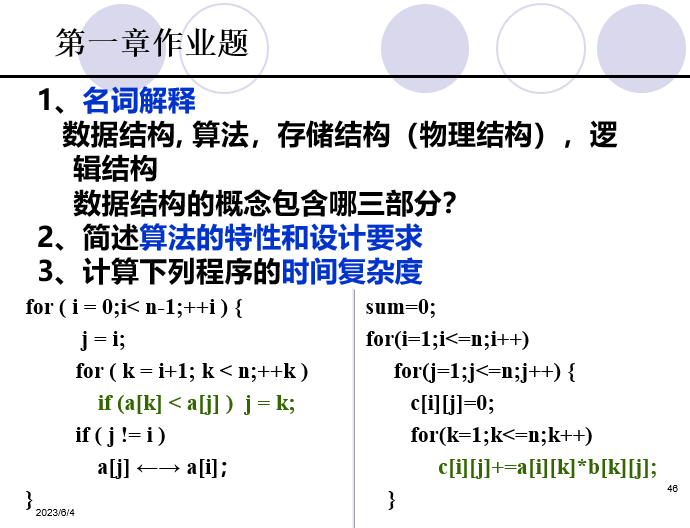 第一章作业题
1、名词解释
数据结构, 算法，存储结构（物理结构），逻
辑结构
数据结构的概念包含哪三部分?
2、简述算法的特性和设计要求
3、计算下列程序的时间复杂度
for ( i = 0;i< n-1;++i ) {
j = i;
for ( k = i+1; k < n;++k )
if (a[k] < a[j] ) j = k;
if ( j != i )
a[j] ←→ a[i];
}
sum=0;
for(i=1;i<=n;i++)
for(j=1;j<=n;j++) {
c[i][j]=0;
for(k=1;k<=n;k++)
c[i][j]+=a[i][k]*b[k][j];
}
2023/6/4
46